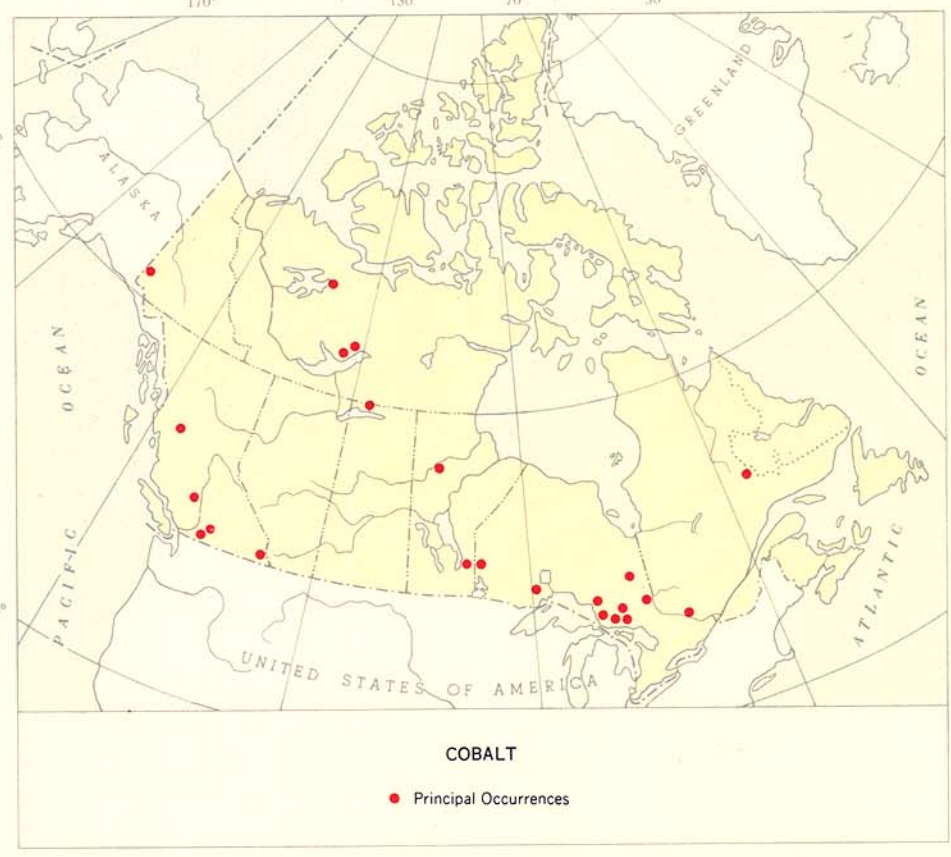 GREENLAND
ALASKA
OCEAN
OCEAN
PACIFIC
ATLANTIC
UNITED STATES OF AMERICA
COBALT
Principal Occurrences